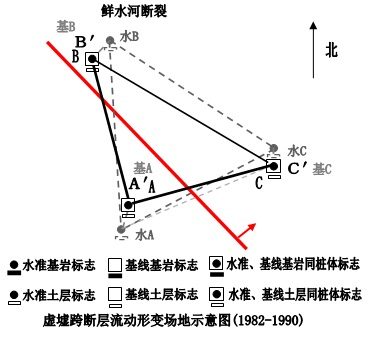 鲜水河断裂
基B
水B
B′
B
北
水C
基A
C′
基C
C
A′
A
水A
水准基岩标志
基线基岩标志
水准、基线基岩同桩体标志
水准土层标志
基线土层标志
水准、基线土层同桩体标志
虚墟跨断层流动形变场地示意图(1982-1990)